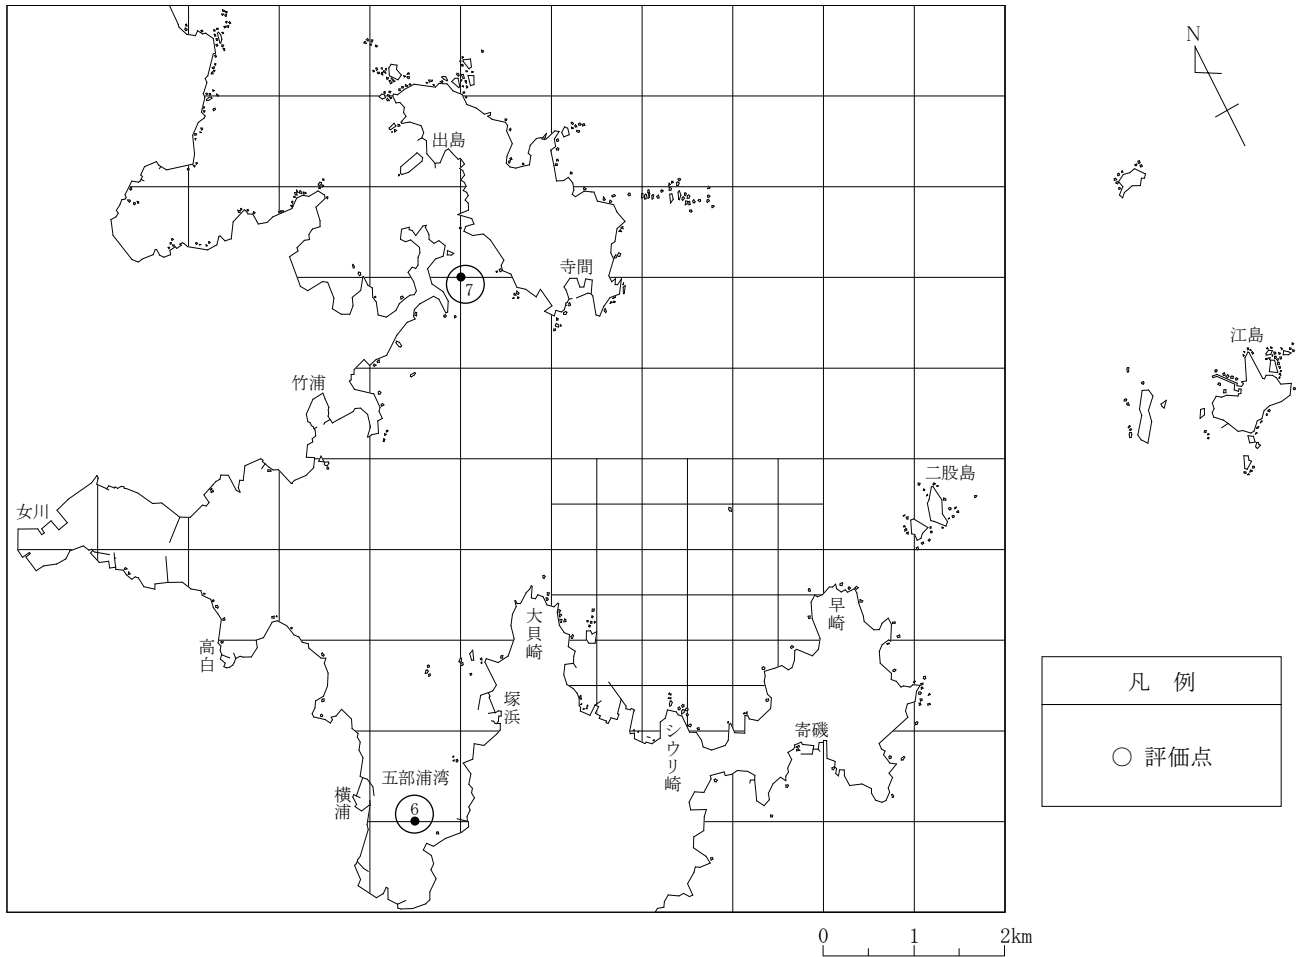 N
出島
寺間
7
江島
竹浦
二股島
女川
大貝崎
早崎
高白
塚浜
シウリ崎
寄磯
五部浦湾
横浦
6
凡 例
○ 評価点
0 1 2km